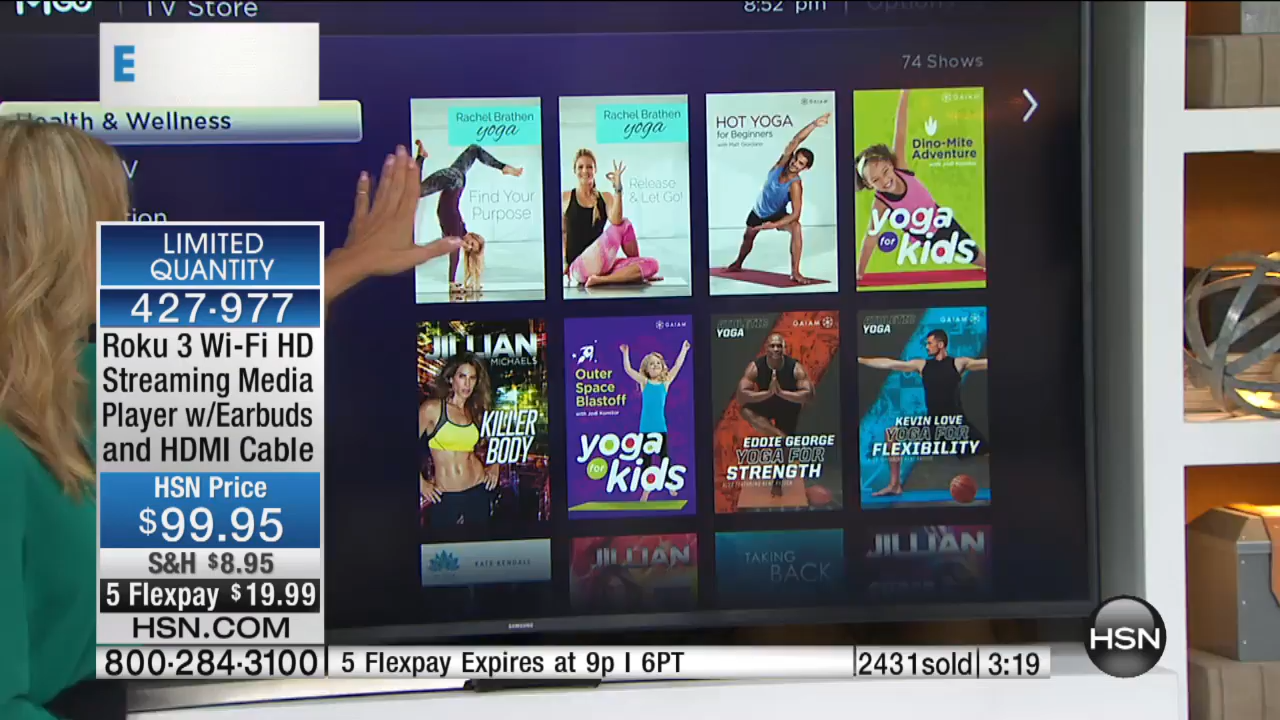 TV Store
8:52 pm
Options
E
74 Shows
Health & Wellness
Rachel Brathen
yoga
Find Your
Purpose
Rachel Brathen
yoga
Release
& Let Go!
GAIAM
HOT YOGA
for Beginners
GAIAM
Dino-Mite
Adventure
yoga
for kids
LIMITED
QUANTITY
427-977
Roku 3 Wi-Fi HD
Streaming Media
Player w/Earbuds
and HDMI Cable
HSN Price
$99.95
S&H $8.95
5 Flexpay $19.99
HSN.COM
JILLIAN
MICHAELS
KILLER
BODY
GAIAM
Outer
Space
Blastoff
yoga
for kids
ATHLETIC
YOGA
GAIAM
EDDIE GEORGE
YOGA FOR
STRENGTH
ATHLETIC
YOGA
GAIAM
KEVIN LOVE
YOGA FOR
FLEXIBILITY
JILLIAN
TAKING
BACK
JILLIAN
SAMSUNG
HSN
800-284-3100
5 Flexpay Expires at 9p | 6PT
2431sold
3:19